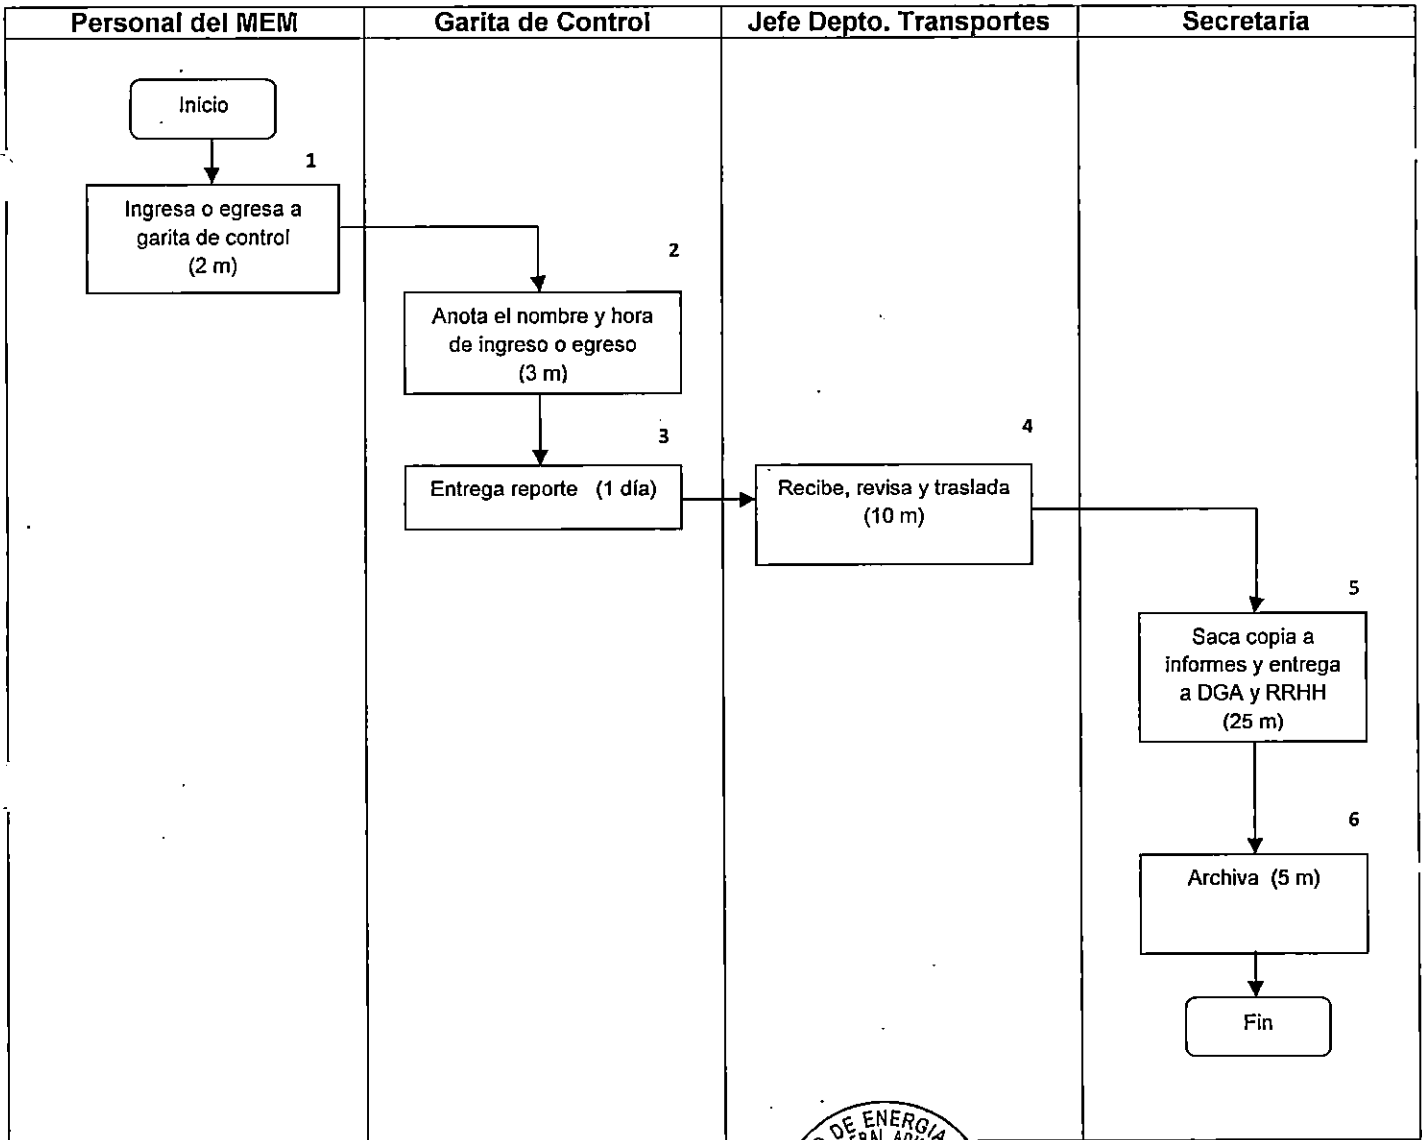 Personal del MEM
Garita de Control
Jefe Depto. Transportes
Secretaria
Inicio
1
Ingresa o egresa a
garita de control
(2 m)
2
Anota el nombre y hora
de ingreso o egreso
(3 m)
3
Entrega reporte (1 día)
4
Recibe, revisa y traslada
(10 m)
5
Saca copia a
informes y entrega
a DGA y RRHH
(25 m)
6
Archiva (5 m)
Fin
DE ENERGIA